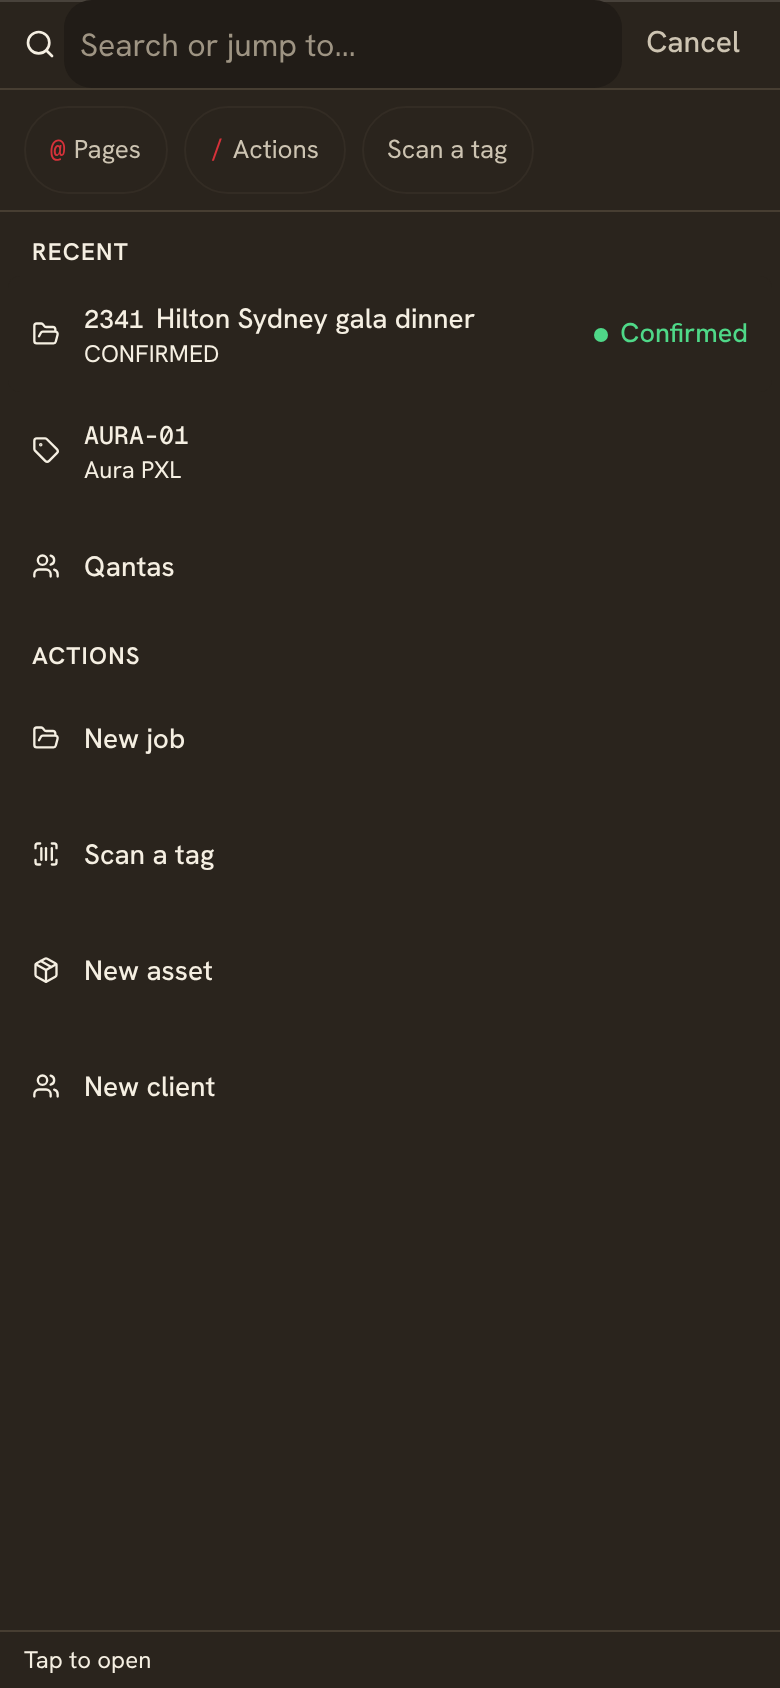 Search or jump to...
Cancel
@ Pages
/ Actions
Scan a tag
RECENT
2341 Hilton Sydney gala dinner
CONFIRMED
Confirmed
AURA-01
Aura PXL
Qantas
ACTIONS
New job
Scan a tag
New asset
New client
Tap to open